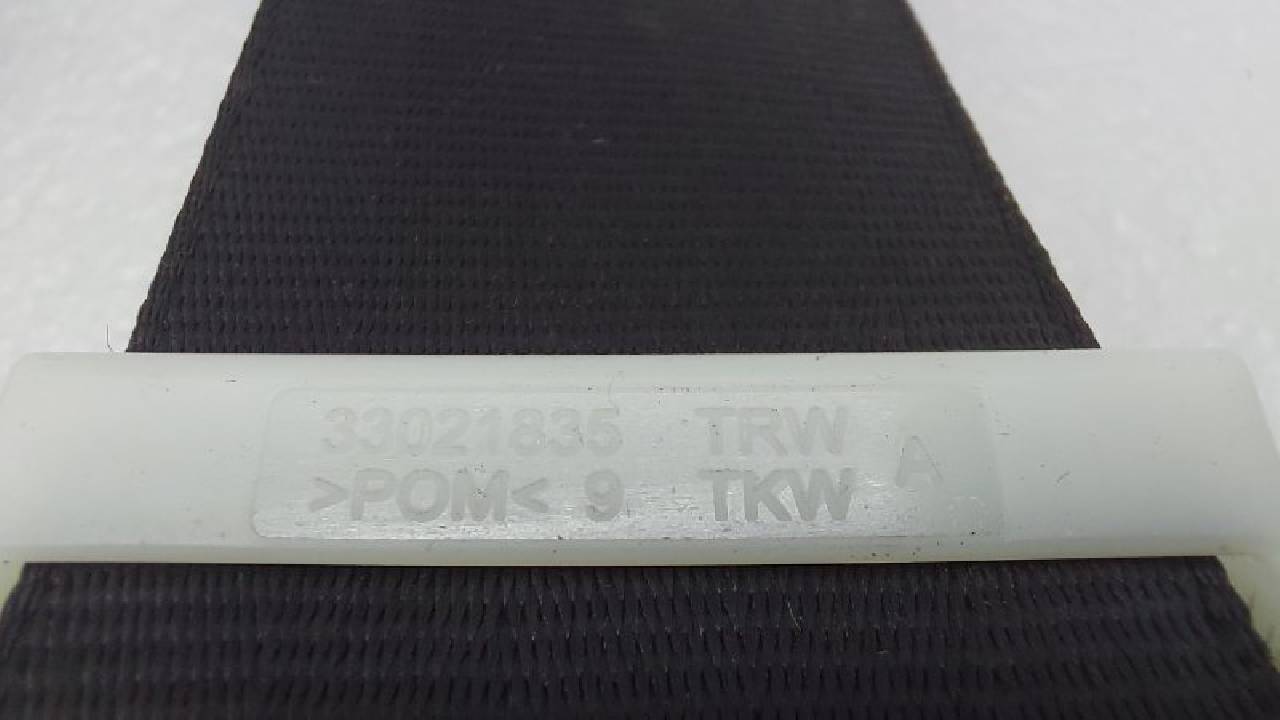 33021835 TRW
>POM< 9 TKW A